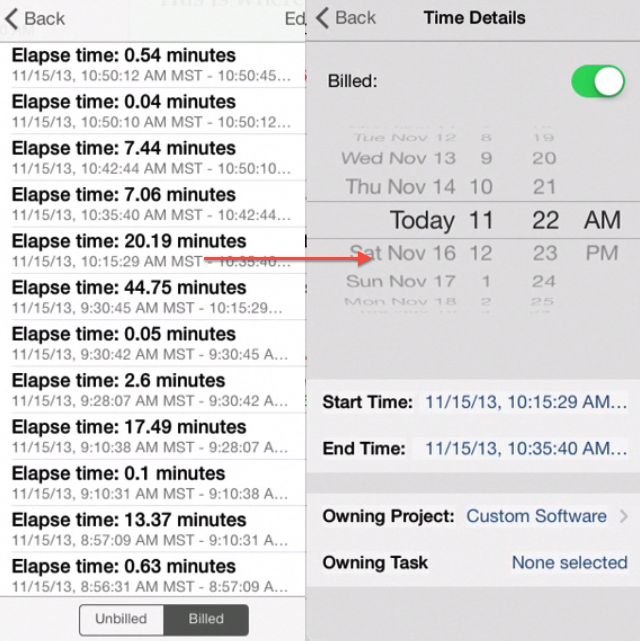 Back
Ed
Elapse time: 0.54 minutes
11/15/13, 10:50:12 AM MST - 10:50:45...
Elapse time: 0.04 minutes
11/15/13, 10:50:10 AM MST - 10:50:12...
Elapse time: 7.44 minutes
11/15/13, 10:42:44 AM MST - 10:50:10...
Elapse time: 7.06 minutes
11/15/13, 10:35:40 AM MST - 10:42:44...
Elapse time: 20.19 minutes
11/15/13, 10:15:29 AM MST - 10:35:40...
Elapse time: 44.75 minutes
11/15/13, 9:30:45 AM MST - 10:15:29...
Elapse time: 0.05 minutes
11/15/13, 9:30:42 AM MST - 9:30:45 A...
Elapse time: 2.6 minutes
11/15/13, 9:28:07 AM MST - 9:30:42 A...
Elapse time: 17.49 minutes
11/15/13, 9:10:38 AM MST - 9:28:07 A...
Elapse time: 0.1 minutes
11/15/13, 9:10:31 AM MST - 9:10:38 A...
Elapse time: 13.37 minutes
11/15/13, 8:57:09 AM MST - 9:10:31 A...
Elapse time: 0.63 minutes
11/15/13, 8:56:31 AM MST - 8:57:09 A...
Unbilled Billed
Back Time Details
Billed:
Tue Nov 12 8 19
Wed Nov 13 9 20
Thu Nov 14 10 21
Today 11 22 AM
Sat Nov 16 12 23 PM
Sun Nov 17 1 24
Mon Nov 18 2 25
Start Time: 11/15/13, 10:15:29 AM...
End Time: 11/15/13, 10:35:40 AM...
Owning Project: Custom Software
Owning Task None selected